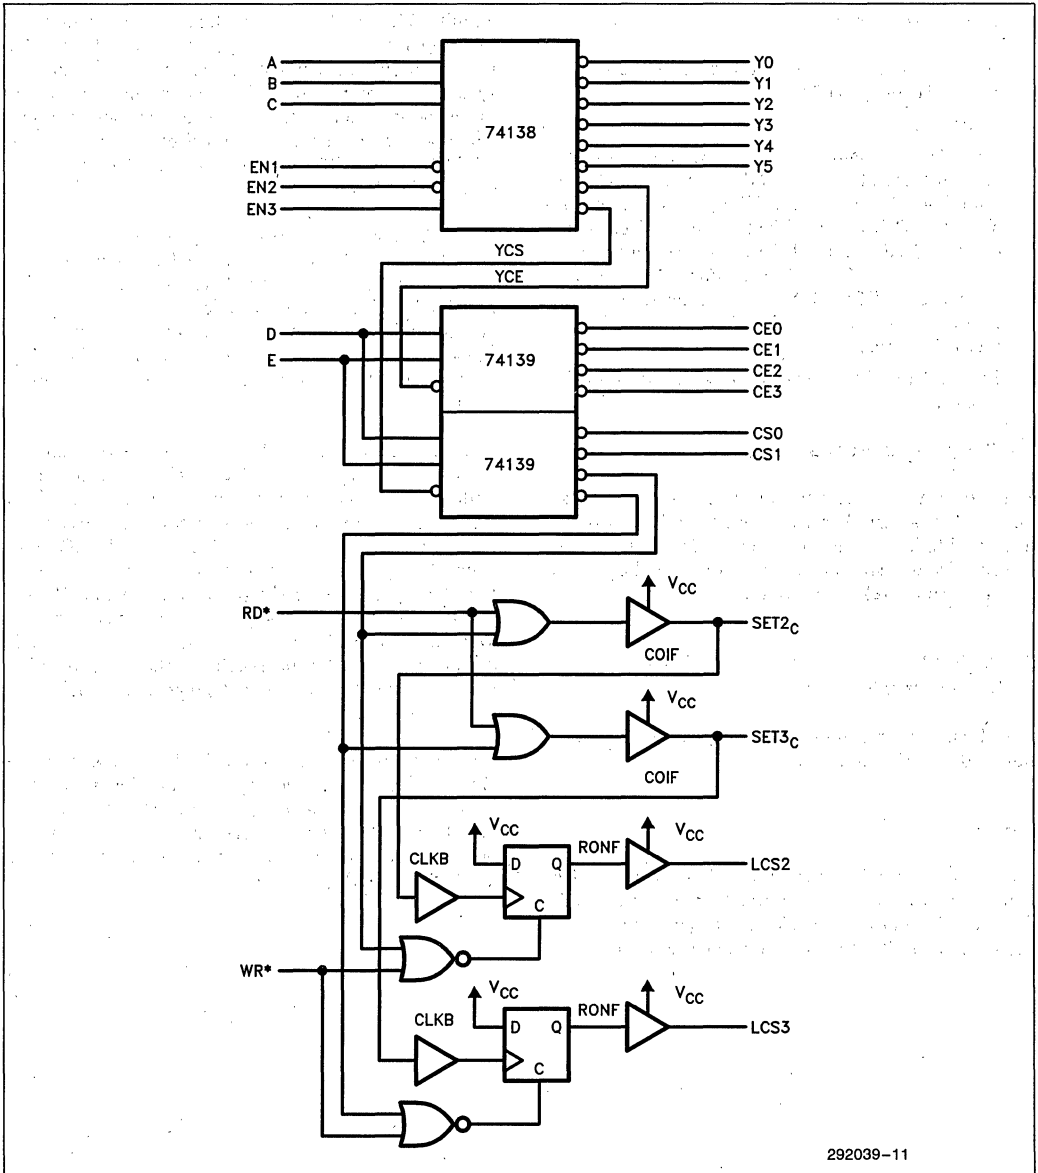 A
B
C
EN1
EN2
EN3
74138
Y0
Y1
Y2
Y3
Y4
Y5
YCS
YCE
D
E
74139
CE0
CE1
CE2
CE3
74139
CS0
CS1
RD*
VCC
COIF
SET2C
VCC
COIF
SET3C
VCC
CLKB
D Q
C
RONF
VCC
LCS2
WR*
VCC
CLKB
D Q
C
RONF
VCC
LCS3
292039-11